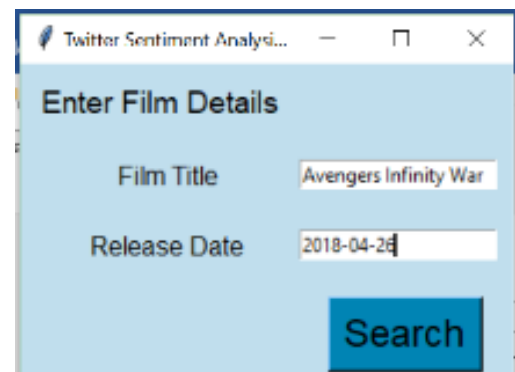 Twitter Sentiment Analysi...
Enter Film Details
Film Title Avengers Infinity War
Release Date 2018-04-26
Search